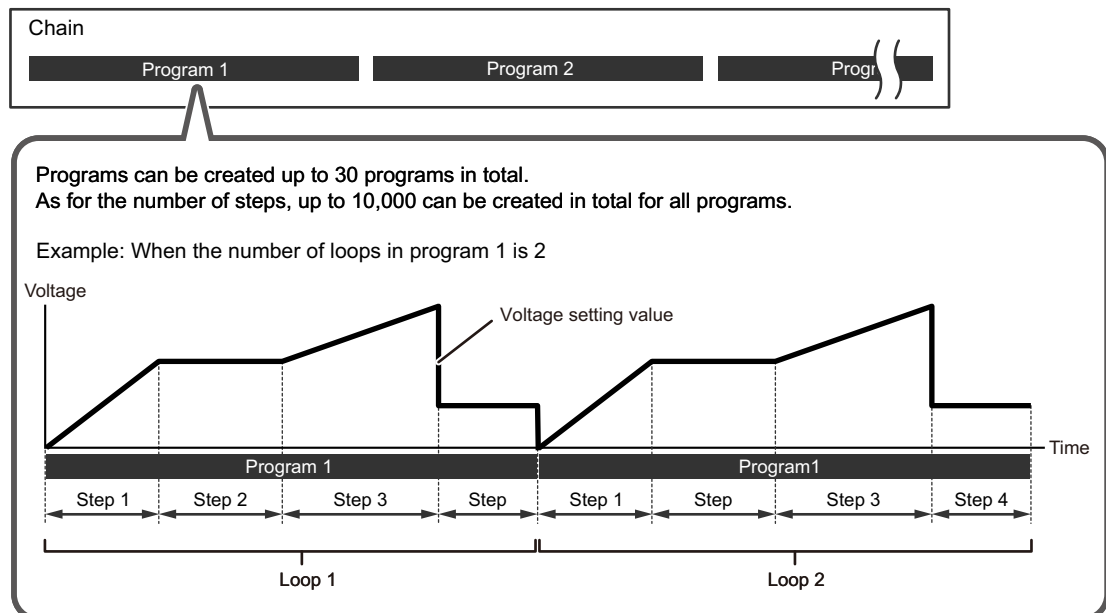 Chain
Program 1
Program 2
Progr
Programs can be created up to 30 programs in total.
As for the number of steps, up to 10,000 can be created in total for all programs.
Example: When the number of loops in program 1 is 2
Voltage
Voltage setting value
Time
Program 1
Program1
Step 1
Step 2
Step 3
Step
Step 1
Step
Step 3
Step 4
Loop 1
Loop 2